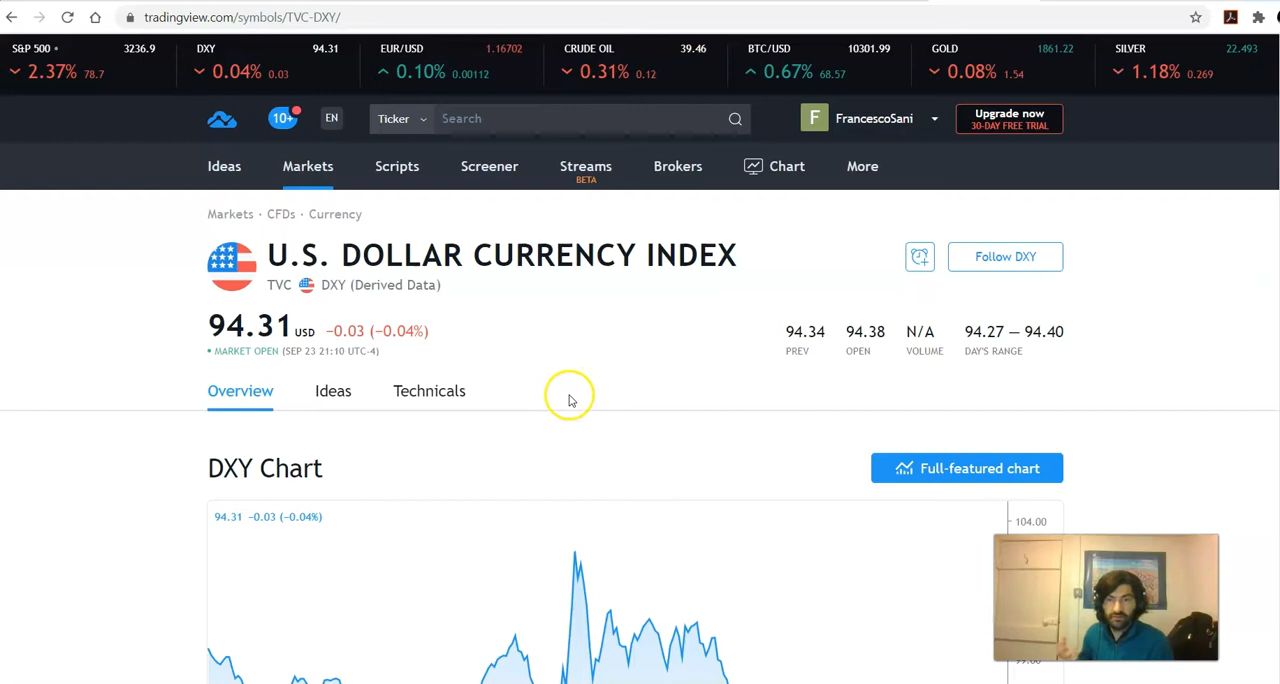 tradingview.com/symbols/TVC-DXY/
S&P 500 • 3236.9 DXY 94.31 EUR/USD 1.16702 CRUDE OIL 39.46 BTC/USD 10301.99 GOLD 1861.22 SILVER 22.493
2.37% 78.7 0.04% 0.03 0.10% 0.00112 0.31% 0.12 0.67% 68.57 0.08% 1.54 1.18% 0.269
10+ EN Ticker Search F FrancescoSani Upgrade now
30-DAY FREE TRIAL
Ideas Markets Scripts Screener Streams Brokers Chart More
BETA
Markets · CFDs · Currency
U.S. DOLLAR CURRENCY INDEX
Follow DXY
TVC DXY (Derived Data)
94.31 USD −0.03 (−0.04%) 94.34 94.38 N/A 94.27 — 94.40
• MARKET OPEN (SEP 23 21:10 UTC-4) PREV OPEN VOLUME DAY'S RANGE
Overview Ideas Technicals
DXY Chart Full-featured chart
94.31 −0.03 (−0.04%)
104.00